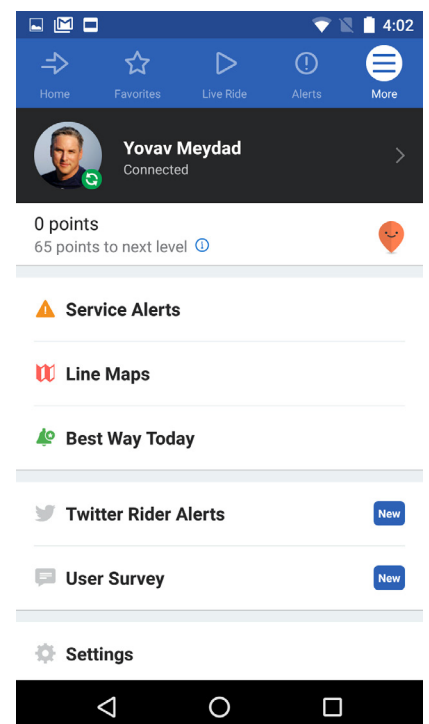 4:02
Home
Favorites
Live Ride
Alerts
More
Yovav Meydad
Connected
0 points
65 points to next level
Service Alerts
Line Maps
Best Way Today
Twitter Rider Alerts
New
User Survey
New
Settings